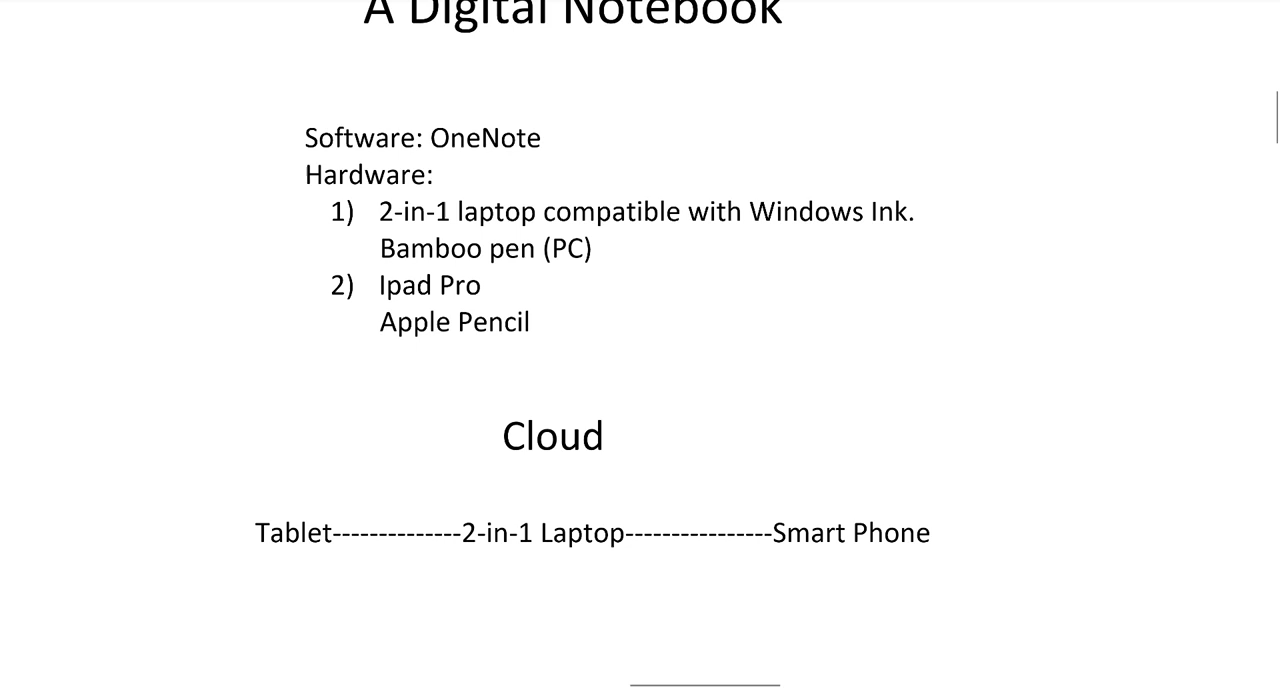 A Digital Notebook
Software: OneNote
Hardware:
1) 2-in-1 laptop compatible with Windows Ink.
Bamboo pen (PC)
2) Ipad Pro
Apple Pencil
Cloud
Tablet--------------2-in-1 Laptop----------------Smart Phone